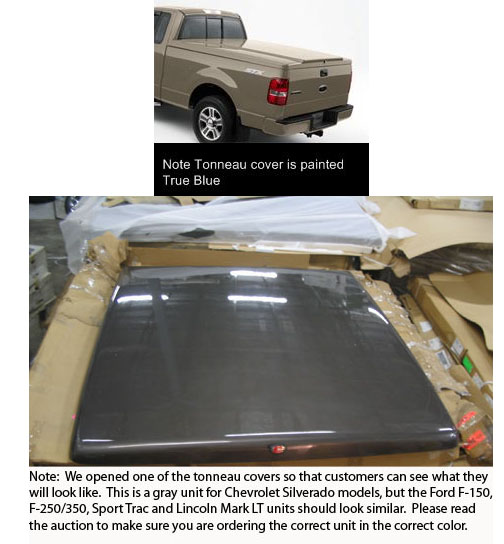 STX
Note Tonneau cover is painted
True Blue
Note:  We opened one of the tonneau covers so that customers can see what they
will look like.  This is a gray unit for Chevrolet Silverado models, but the Ford F-150,
F-250/350, Sport Trac and Lincoln Mark LT units should look similar.  Please read
the auction to make sure you are ordering the correct unit in the correct color.